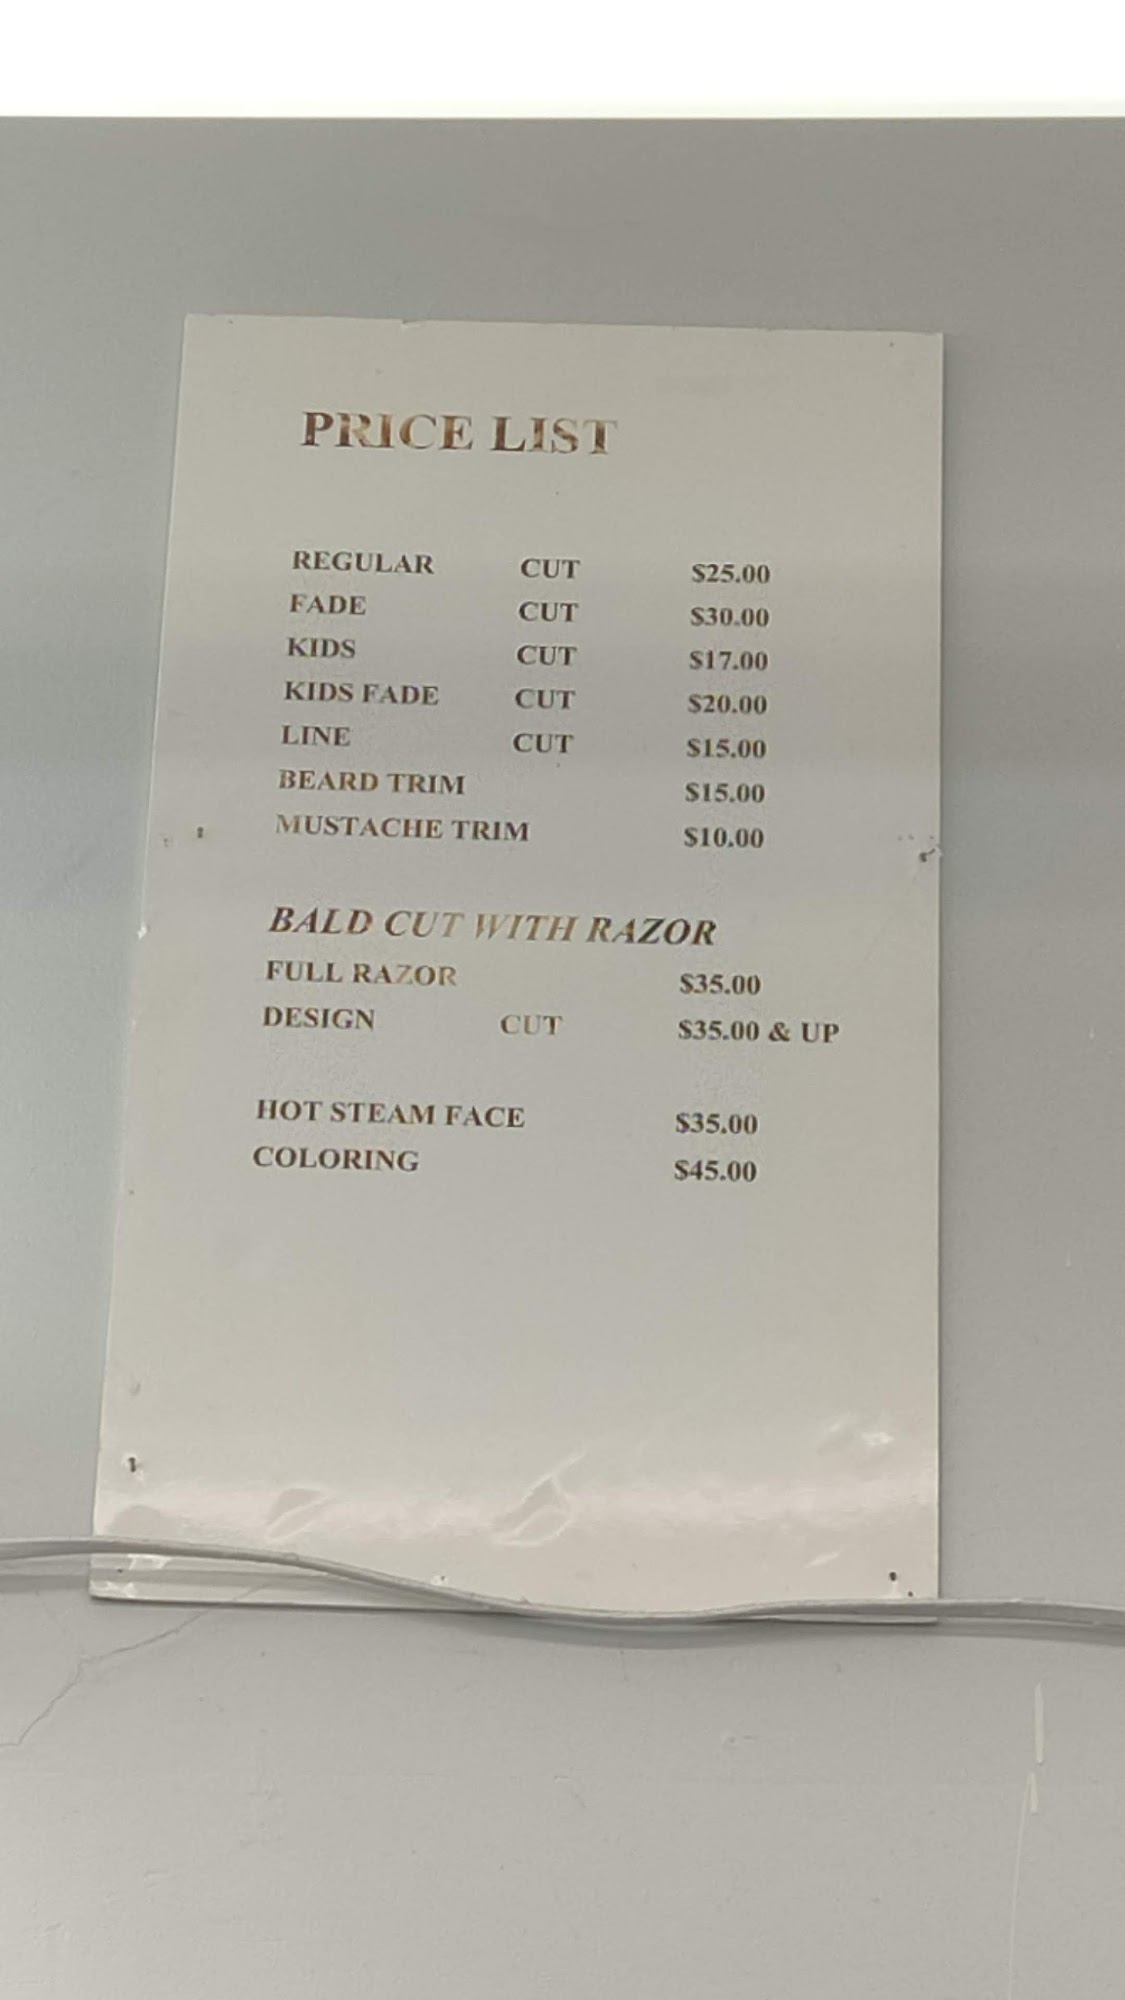 PRICE LIST
REGULAR CUT $25.00
FADE CUT $30.00
KIDS CUT $17.00
KIDS FADE CUT $20.00
LINE CUT $15.00
BEARD TRIM $15.00
MUSTACHE TRIM $10.00
BALD CUT WITH RAZOR
FULL RAZOR $35.00
DESIGN CUT $35.00 & UP
HOT STEAM FACE $35.00
COLORING $45.00